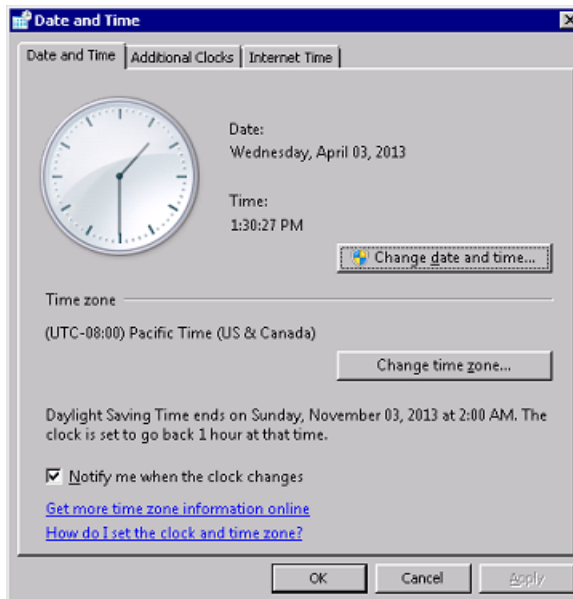 Date and Time
Date and Time Additional Clocks Internet Time
Date:
Wednesday, April 03, 2013
Time:
1:30:27 PM
Change date and time...
Time zone
(UTC-08:00) Pacific Time (US & Canada)
Change time zone...
Daylight Saving Time ends on Sunday, November 03, 2013 at 2:00 AM. The
clock is set to go back 1 hour at that time.
Notify me when the clock changes
Get more time zone information online
How do I set the clock and time zone?
OK Cancel Apply